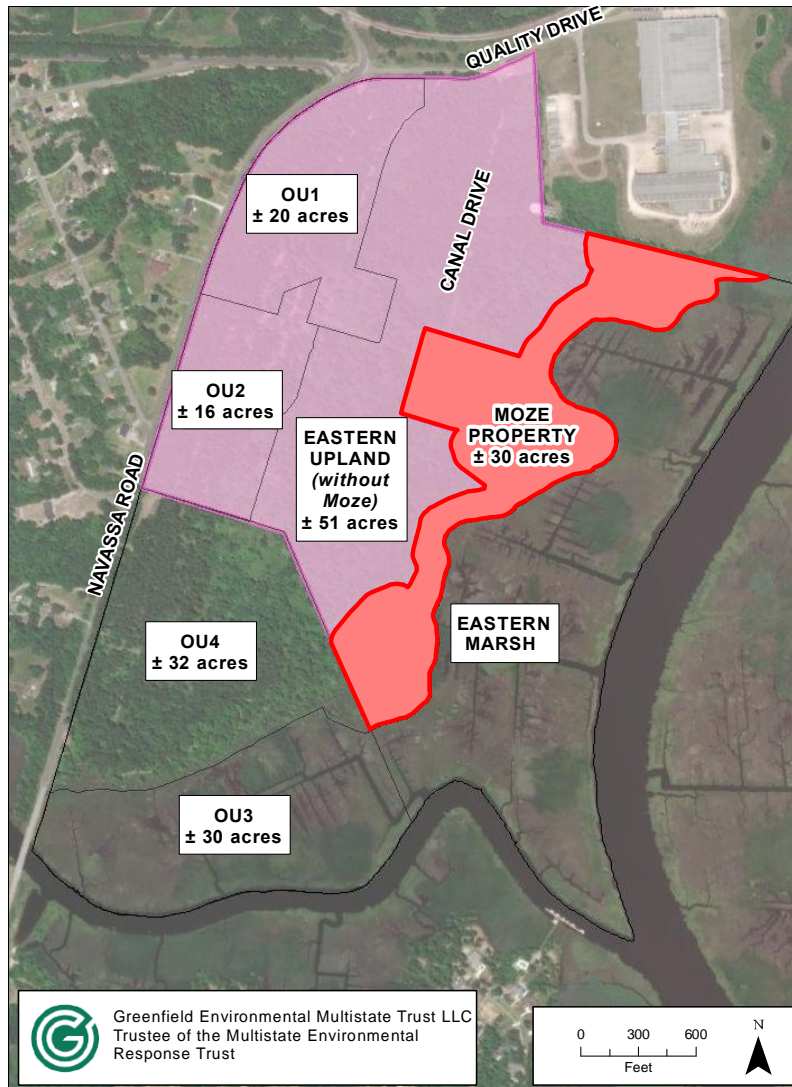 QUALITY DRIVE
OU1
± 20 acres
CANAL DRIVE
OU2
± 16 acres
MOZE
PROPERTY
± 30 acres
EASTERN
UPLAND
(without
Moze)
± 51 acres
NAVASSA ROAD
OU4
± 32 acres
EASTERN
MARSH
OU3
± 30 acres
Greenfield Environmental Multistate Trust LLC
Trustee of the Multistate Environmental
Response Trust
0 300 600
Feet
N